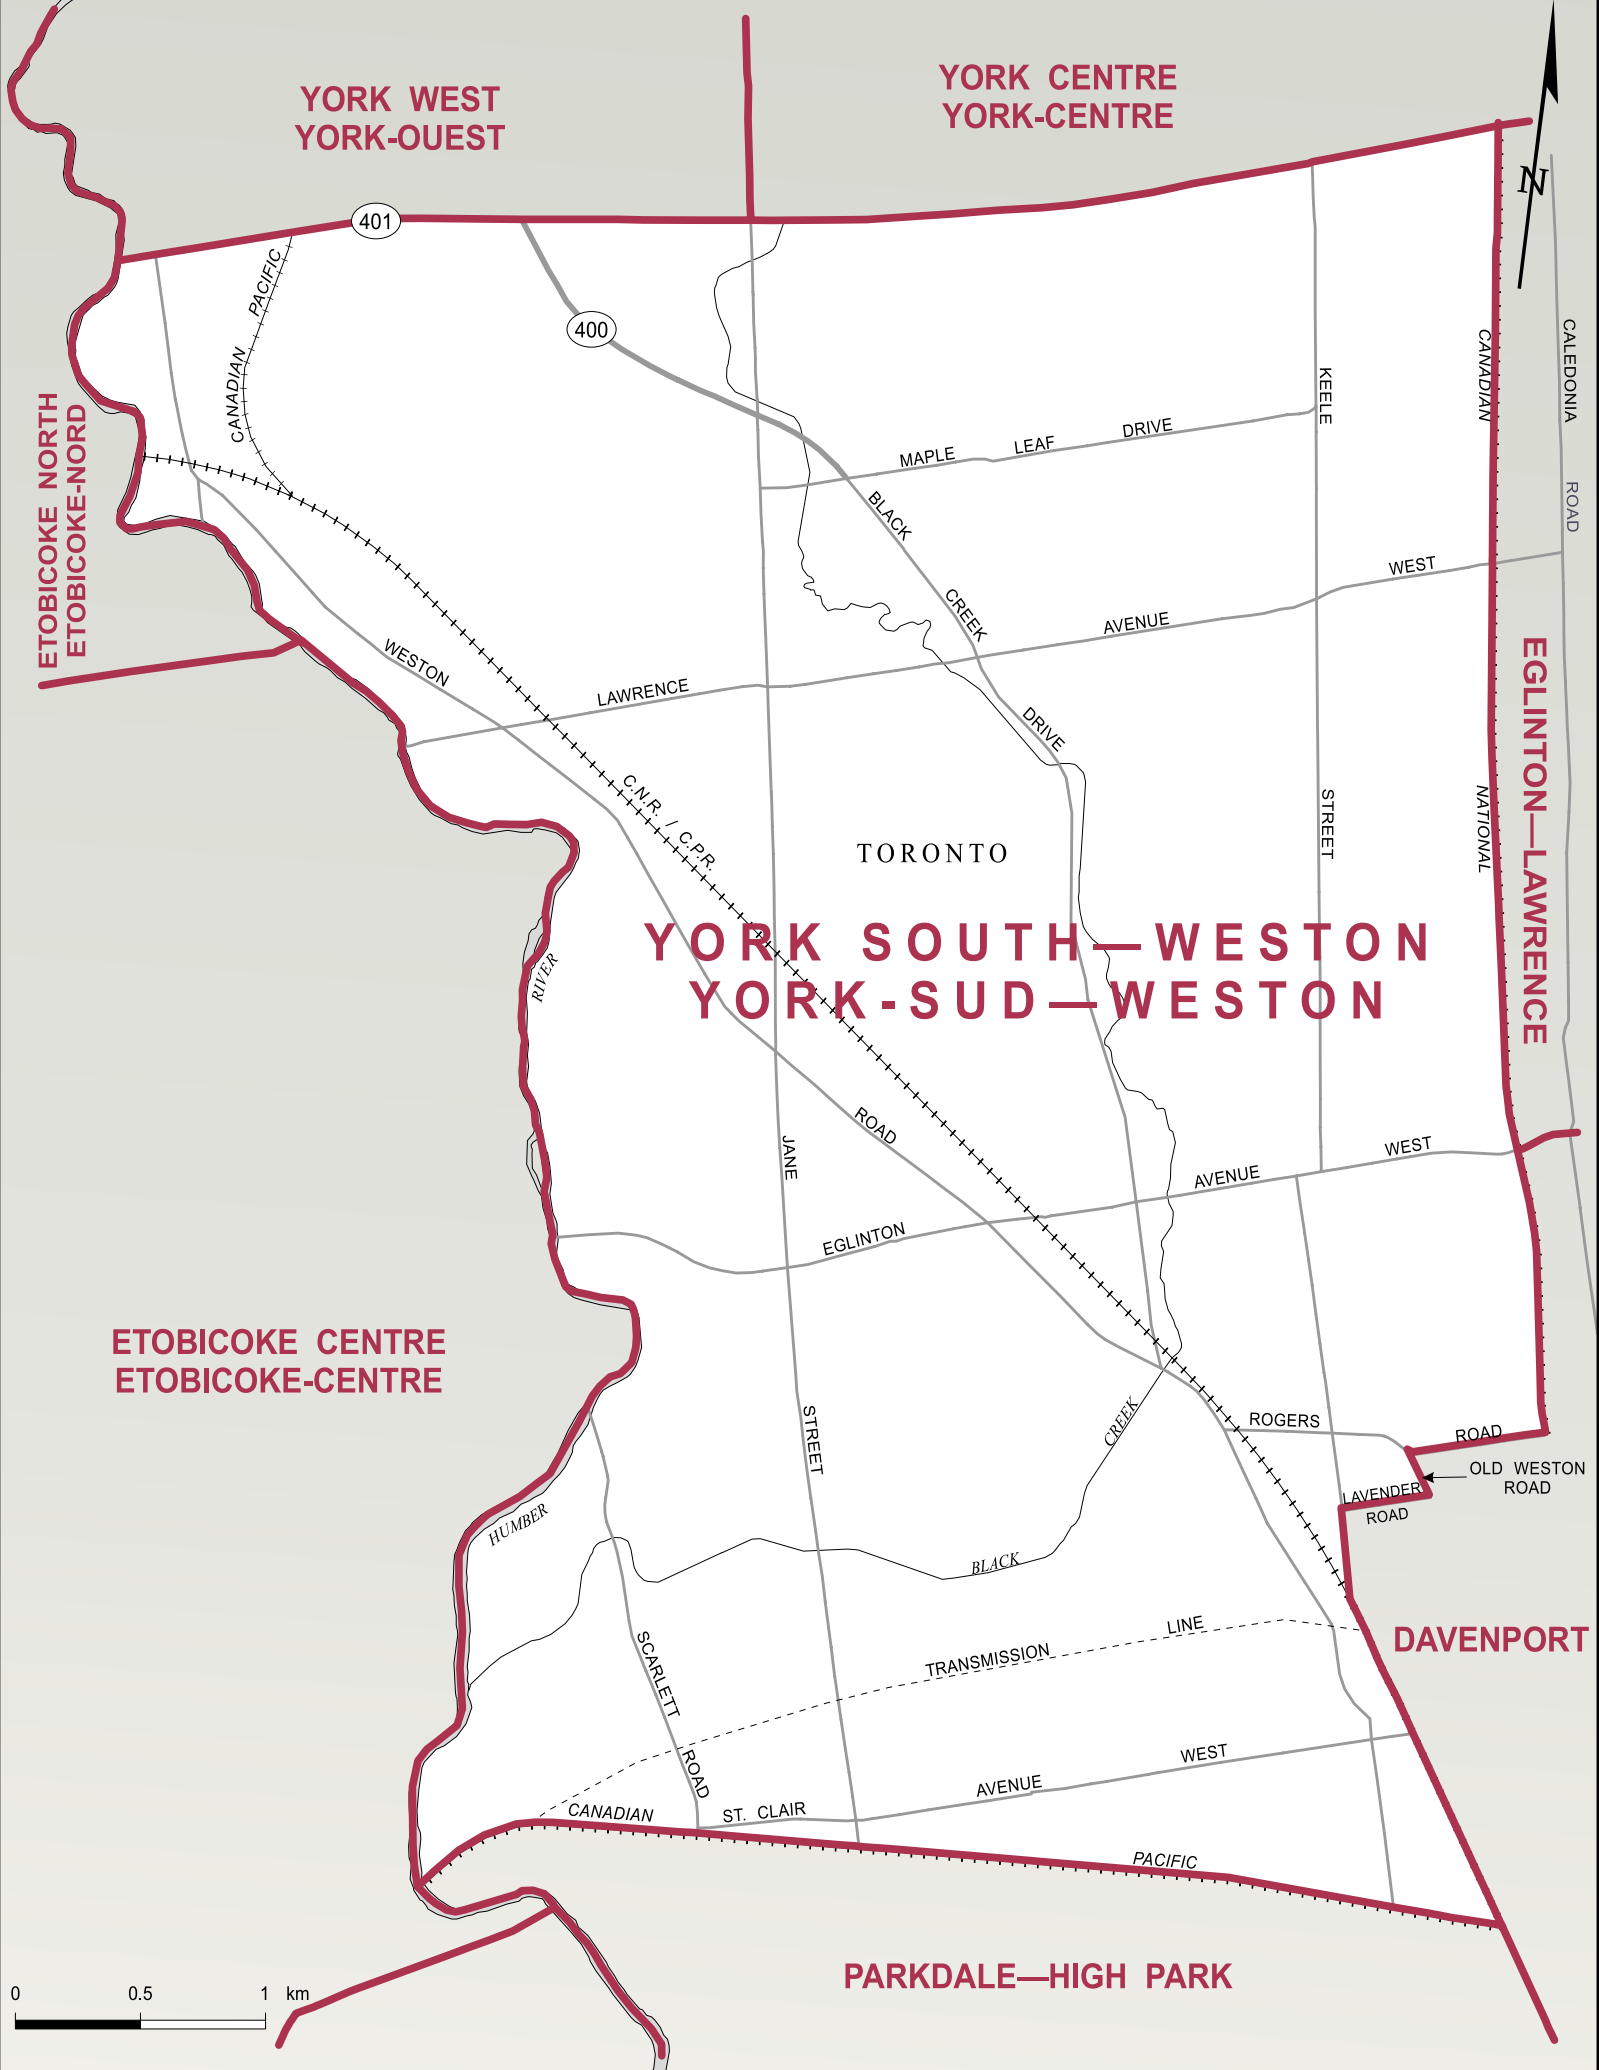 YORK WEST
YORK-OUEST
YORK CENTRE
YORK-CENTRE
N
401
CANADIAN PACIFIC
400
KEELE
STREET
CANADIAN
NATIONAL
CALEDONIA
ROAD
ETOBICOKE NORTH
ETOBICOKE-NORD
MAPLE LEAF DRIVE
BLACK
CREEK
DRIVE
LAWRENCE AVENUE WEST
WESTON
ROAD
C.N.R. / C.P.R.
EGLINTON—LAWRENCE
TORONTO
YORK SOUTH—WESTON
YORK-SUD—WESTON
RIVER
JANE
STREET
EGLINTON AVENUE WEST
ETOBICOKE CENTRE
ETOBICOKE-CENTRE
ROGERS ROAD
OLD WESTON
ROAD
LAVENDER
ROAD
CREEK
HUMBER
BLACK
SCARLETT
ROAD
TRANSMISSION LINE
DAVENPORT
ST. CLAIR AVENUE WEST
CANADIAN
PACIFIC
PARKDALE—HIGH PARK
0 0.5 1 km